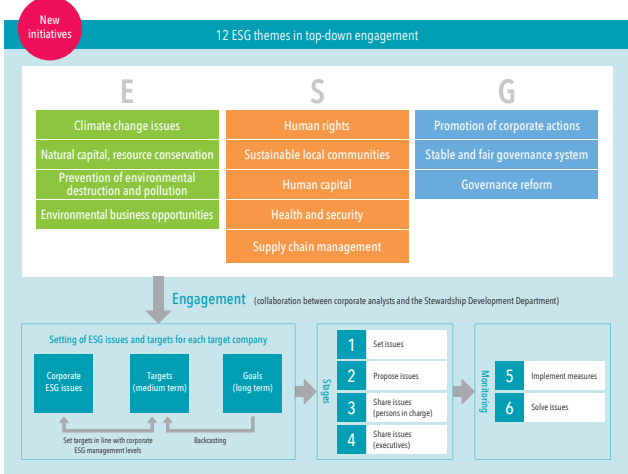 New
initiatives
12 ESG themes in top-down engagement
E
Climate change issues
Natural capital, resource conservation
Prevention of environmental
destruction and pollution
Environmental business opportunities
S
Human rights
Sustainable local communities
Human capital
Health and security
Supply chain management
G
Promotion of corporate actions
Stable and fair governance system
Governance reform
Engagement (collaboration between corporate analysts and the Stewardship Development Department)
Setting of ESG issues and targets for each target company
Corporate
ESG issues
Targets
(medium term)
Goals
(long term)
Set targets in line with corporate
ESG management levels
Backcasting
Stages
1 Set issues
2 Propose issues
3 Share issues
(persons in charge)
4 Share issues
(executives)
Monitoring
5 Implement measures
6 Solve issues